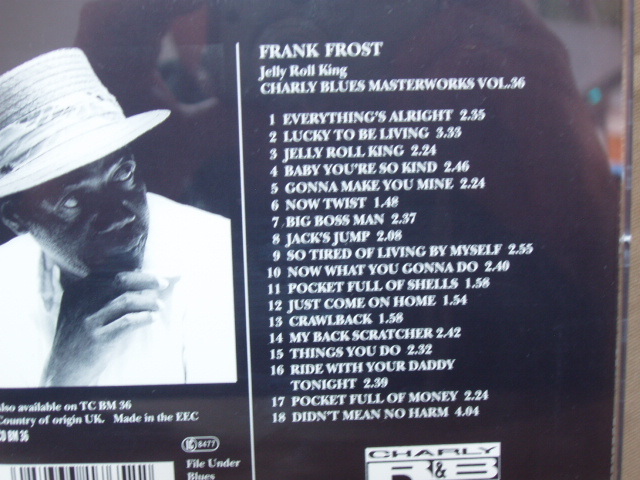 FRANK FROST
Jelly Roll King
CHARLY BLUES MASTERWORKS VOL.36
1 EVERYTHING'S ALRIGHT 2.35
2 LUCKY TO BE LIVING 3.33
3 JELLY ROLL KING 2.24
4 BABY YOU'RE SO KIND 2.46
5 GONNA MAKE YOU MINE 2.24
6 NOW TWIST 1.48
7 BIG BOSS MAN 2.37
8 JACK'S JUMP 2.08
9 SO TIRED OF LIVING BY MYSELF 2.55
10 NOW WHAT YOU GONNA DO 2.40
11 POCKET FULL OF SHELLS 1.58
12 JUST COME ON HOME 1.54
13 CRAWLBACK 1.58
14 MY BACK SCRATCHER 2.42
15 THINGS YOU DO 2.32
16 RIDE WITH YOUR DADDY
TONIGHT 2.39
17 POCKET FULL OF MONEY 2.24
18 DIDN'T MEAN NO HARM 4.04
also available on TC BM 36
Country of origin UK. Made in the EEC
CD BM 36
8477
File Under
Blues
CHARLY
R&B